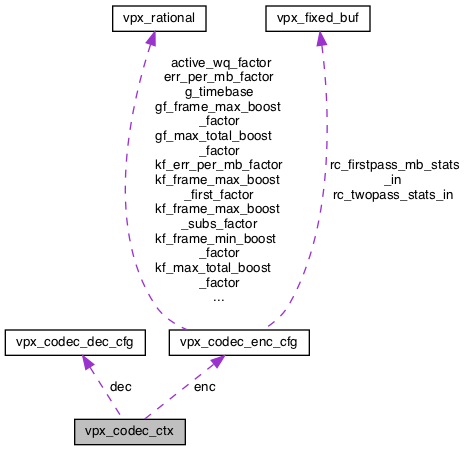 vpx_rational
vpx_fixed_buf
active_wq_factor
err_per_mb_factor
g_timebase
gf_frame_max_boost
_factor
gf_max_total_boost
_factor
kf_err_per_mb_factor
kf_frame_max_boost
_first_factor
kf_frame_max_boost
_subs_factor
kf_frame_min_boost
_factor
kf_max_total_boost
_factor
...
rc_firstpass_mb_stats
_in
rc_twopass_stats_in
vpx_codec_dec_cfg
vpx_codec_enc_cfg
dec
enc
vpx_codec_ctx